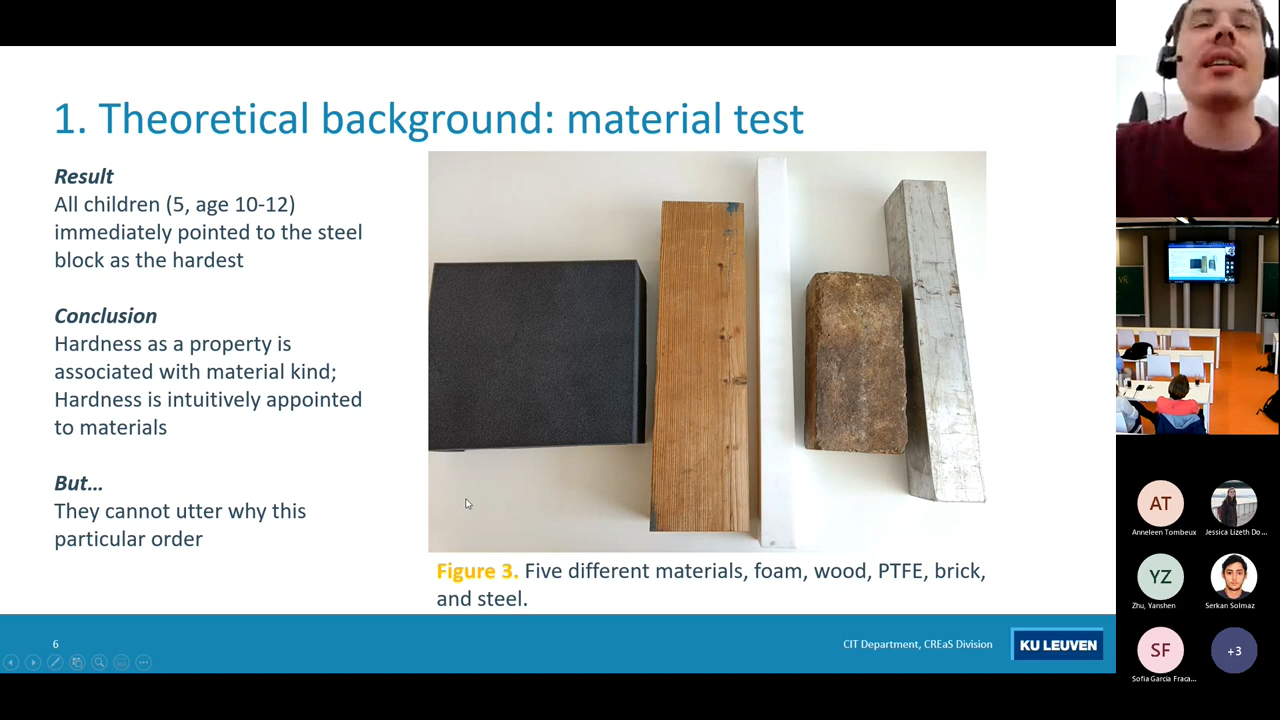 1. Theoretical background: material test
Result
All children (5, age 10-12)
immediately pointed to the steel
block as the hardest
Conclusion
Hardness as a property is
associated with material kind;
Hardness is intuitively appointed
to materials
But...
They cannot utter why this
particular order
Figure 3. Five different materials, foam, wood, PTFE, brick,
and steel.
6
CIT Department, CREaS Division
KU LEUVEN
AT
Anneleen Tombeux
Jessica Lizeth Do...
YZ
Zhu, Yanshen
Serkan Solmaz
SF
Sofia Garcia Fraca...
+3